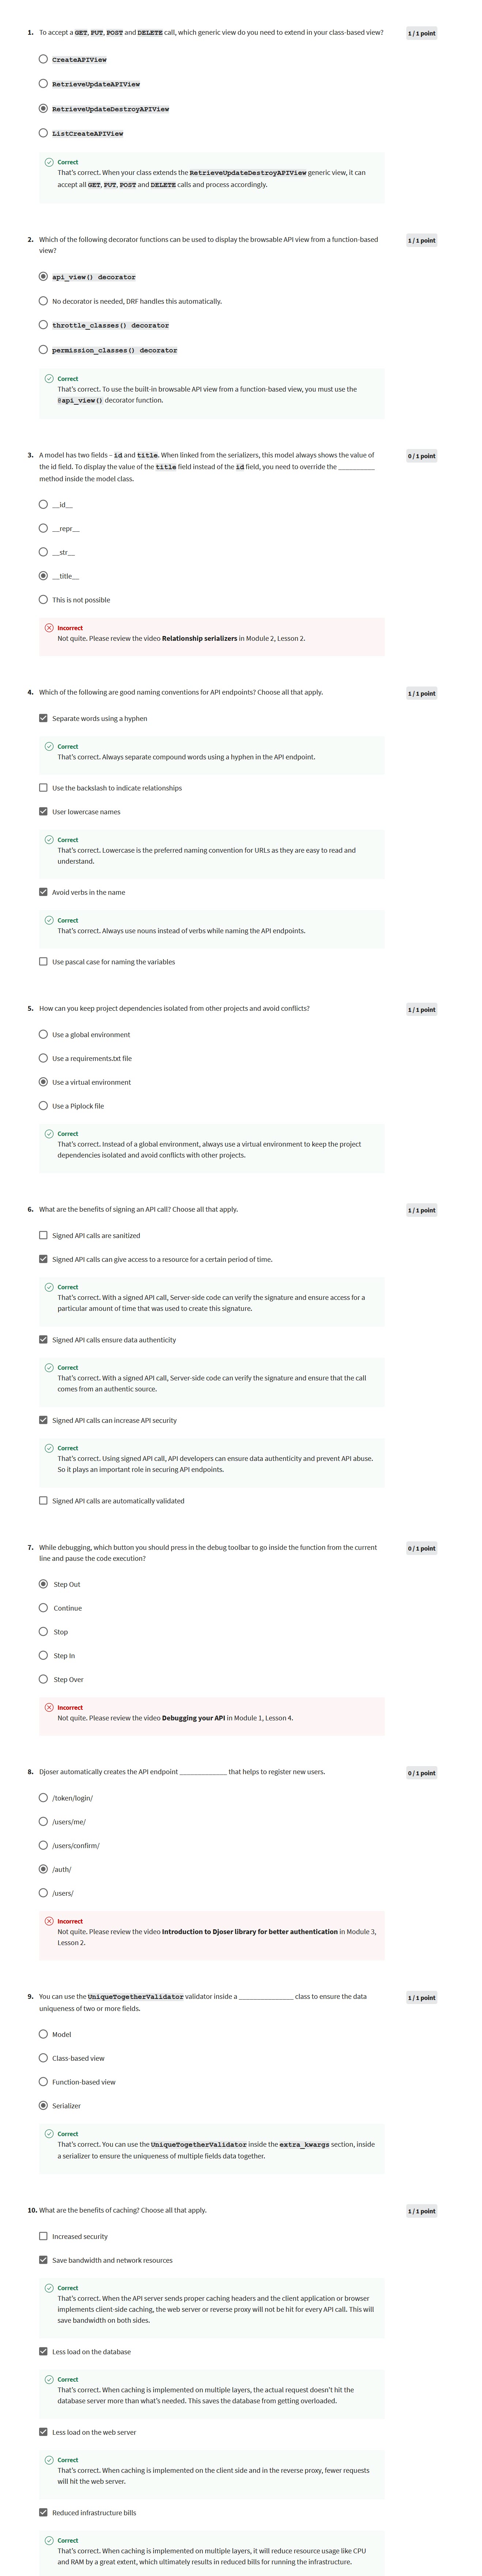 1. To accept a GET, PUT, POST and DELETE call, which generic view do you need to extend in your class-based view?
1 / 1 point
CreateAPIView
RetrieveUpdateAPIView
RetrieveUpdateDestroyAPIView
ListCreateAPIView
Correct
That's correct. When your class extends the RetrieveUpdateDestroyAPIView generic view, it can
accept all GET, PUT, POST and DELETE calls and process accordingly.
2. Which of the following decorator functions can be used to display the browsable API view from a function-based
view?
1 / 1 point
api_view() decorator
No decorator is needed, DRF handles this automatically.
throttle_classes() decorator
permission_classes() decorator
Correct
That's correct. To use the built-in browsable API view from a function-based view, you must use the
@api_view() decorator function.
3. A model has two fields – id and title. When linked from the serializers, this model always shows the value of
the id field. To display the value of the title field instead of the id field, you need to override the __________
method inside the model class.
0 / 1 point
__id__
__repr__
__str__
__title__
This is not possible
Incorrect
Not quite. Please review the video Relationship serializers in Module 2, Lesson 2.
4. Which of the following are good naming conventions for API endpoints? Choose all that apply.
1 / 1 point
Separate words using a hyphen
Correct
That's correct. Always separate compound words using a hyphen in the API endpoint.
Use the backslash to indicate relationships
User lowercase names
Correct
That's correct. Lowercase is the preferred naming convention for URLs as they are easy to read and
understand.
Avoid verbs in the name
Correct
That's correct. Always use nouns instead of verbs while naming the API endpoints.
Use pascal case for naming the variables
5. How can you keep project dependencies isolated from other projects and avoid conflicts?
1 / 1 point
Use a global environment
Use a requirements.txt file
Use a virtual environment
Use a Piplock file
Correct
That's correct. Instead of a global environment, always use a virtual environment to keep the project
dependencies isolated and avoid conflicts with other projects.
6. What are the benefits of signing an API call? Choose all that apply.
1 / 1 point
Signed API calls are sanitized
Signed API calls can give access to a resource for a certain period of time.
Correct
That's correct. With a signed API call, Server-side code can verify the signature and ensure access for a
particular amount of time that was used to create this signature.
Signed API calls ensure data authenticity
Correct
That's correct. With a signed API call, Server-side code can verify the signature and ensure that the call
comes from an authentic source.
Signed API calls can increase API security
Correct
That's correct. Using signed API call, API developers can ensure data authenticity and prevent API abuse.
So it plays an important role in securing API endpoints.
Signed API calls are automatically validated
7. While debugging, which button you should press in the debug toolbar to go inside the function from the current
line and pause the code execution?
0 / 1 point
Step Out
Continue
Stop
Step In
Step Over
Incorrect
Not quite. Please review the video Debugging your API in Module 1, Lesson 4.
8. Djoser automatically creates the API endpoint _____________ that helps to register new users.
0 / 1 point
/token/login/
/users/me/
/users/confirm/
/auth/
/users/
Incorrect
Not quite. Please review the video Introduction to Djoser library for better authentication in Module 3,
Lesson 2.
9. You can use the UniqueTogetherValidator validator inside a _______________ class to ensure the data
uniqueness of two or more fields.
1 / 1 point
Model
Class-based view
Function-based view
Serializer
Correct
That's correct. You can use the UniqueTogetherValidator inside the extra_kwargs section, inside
a serializer to ensure the uniqueness of multiple fields data together.
10. What are the benefits of caching? Choose all that apply.
1 / 1 point
Increased security
Save bandwidth and network resources
Correct
That's correct. When the API server sends proper caching headers and the client application or browser
implements client-side caching, the web server or reverse proxy will not be hit for every API call. This will
save bandwidth on both sides.
Less load on the database
Correct
That's correct. When caching is implemented on multiple layers, the actual request doesn't hit the
database server more than what's needed. This saves the database from getting overloaded.
Less load on the web server
Correct
That's correct. When caching is implemented on the client side and in the reverse proxy, fewer requests
will hit the web server.
Reduced infrastructure bills
Correct
That's correct. When caching is implemented on multiple layers, it will reduce resource usage like CPU
and RAM by a great extent, which ultimately results in reduced bills for running the infrastructure.